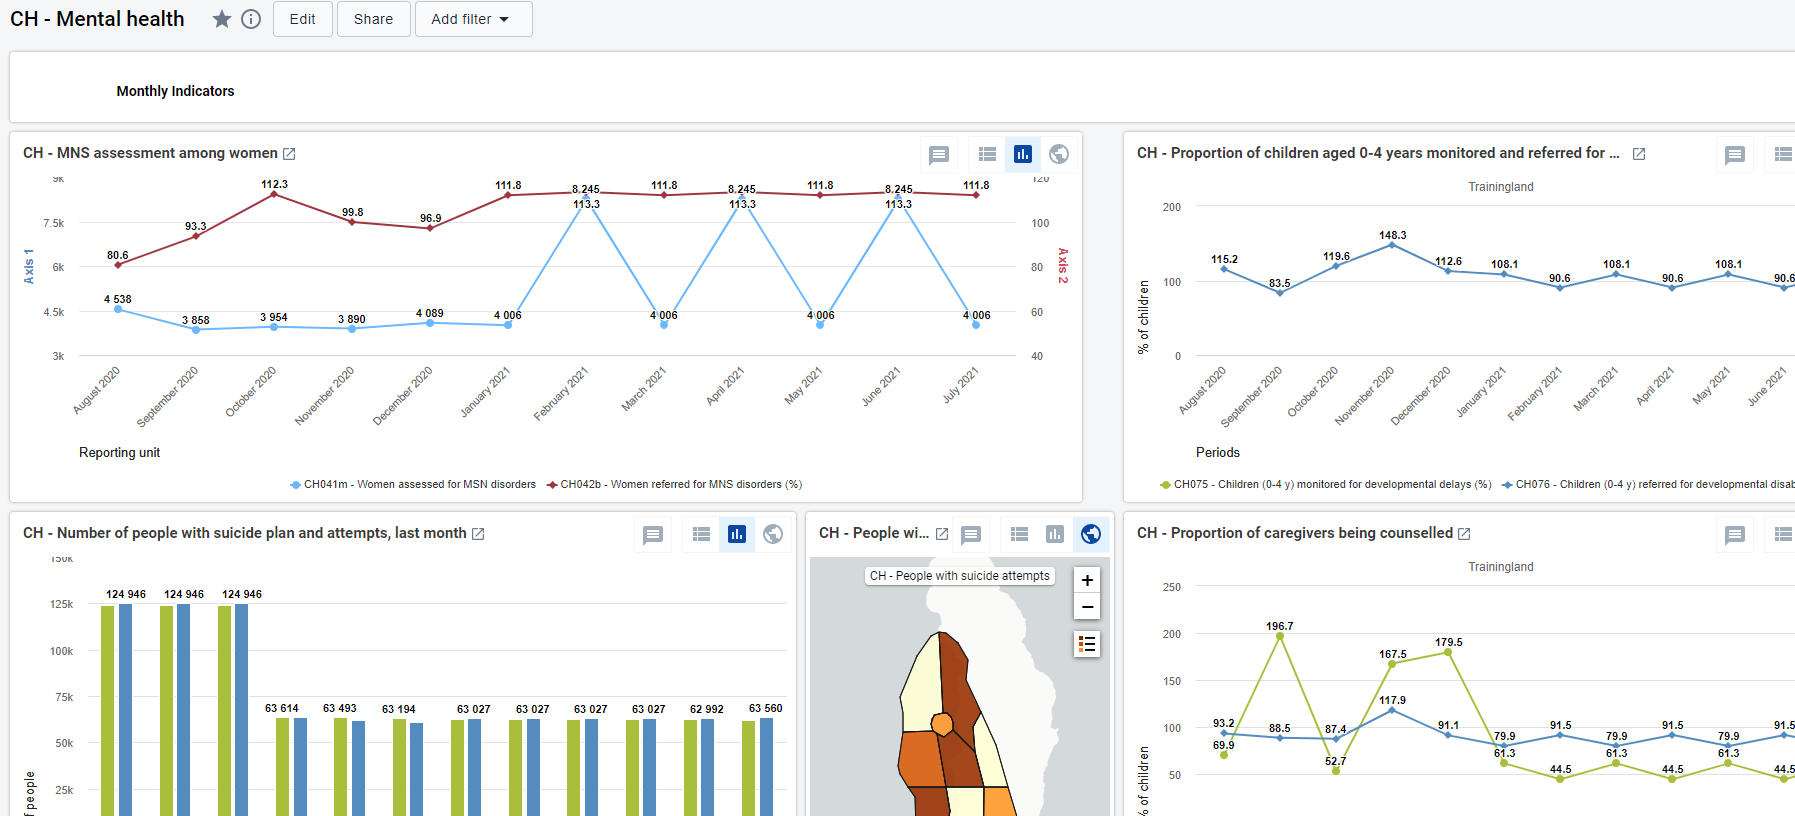 CH - Mental health
Edit
Share
Add filter
Monthly Indicators
CH - MNS assessment among women
9k
7.5k
6k
4.5k
3k
Axis 1
120
100
80
60
40
Axis 2
80.6
93.3
112.3
99.8
96.9
111.8
8.245
113.3
111.8
8.245
113.3
111.8
8.245
113.3
111.8
4 538
3 858
3 954
3 890
4 089
4 006
4 006
4 006
4 006
August 2020
September 2020
October 2020
November 2020
December 2020
January 2021
February 2021
March 2021
April 2021
May 2021
June 2021
July 2021
Reporting unit
CH041m - Women assessed for MSN disorders
CH042b - Women referred for MNS disorders (%)
CH - Proportion of children aged 0-4 years monitored and referred for ...
Trainingland
200
100
0
% of children
115.2
83.5
119.6
148.3
112.6
108.1
90.6
108.1
90.6
108.1
90.6
August 2020
September 2020
October 2020
November 2020
December 2020
January 2021
February 2021
March 2021
April 2021
May 2021
June 2021
Periods
CH075 - Children (0-4 y) monitored for developmental delays (%)
CH076 - Children (0-4 y) referred for developmental disab
CH - Number of people with suicide plan and attempts, last month
150k
125k
100k
75k
50k
25k
f people
124 946
124 946
124 946
63 614
63 493
63 194
63 027
63 027
63 027
63 027
62 992
63 560
CH - People wi...
CH - People with suicide attempts
+
−
CH - Proportion of caregivers being counselled
Trainingland
250
200
150
100
50
% of children
93.2
69.9
196.7
88.5
87.4
52.7
167.5
117.9
179.5
91.1
79.9
61.3
91.5
44.5
79.9
61.3
91.5
44.5
79.9
61.3
91.5
44.5